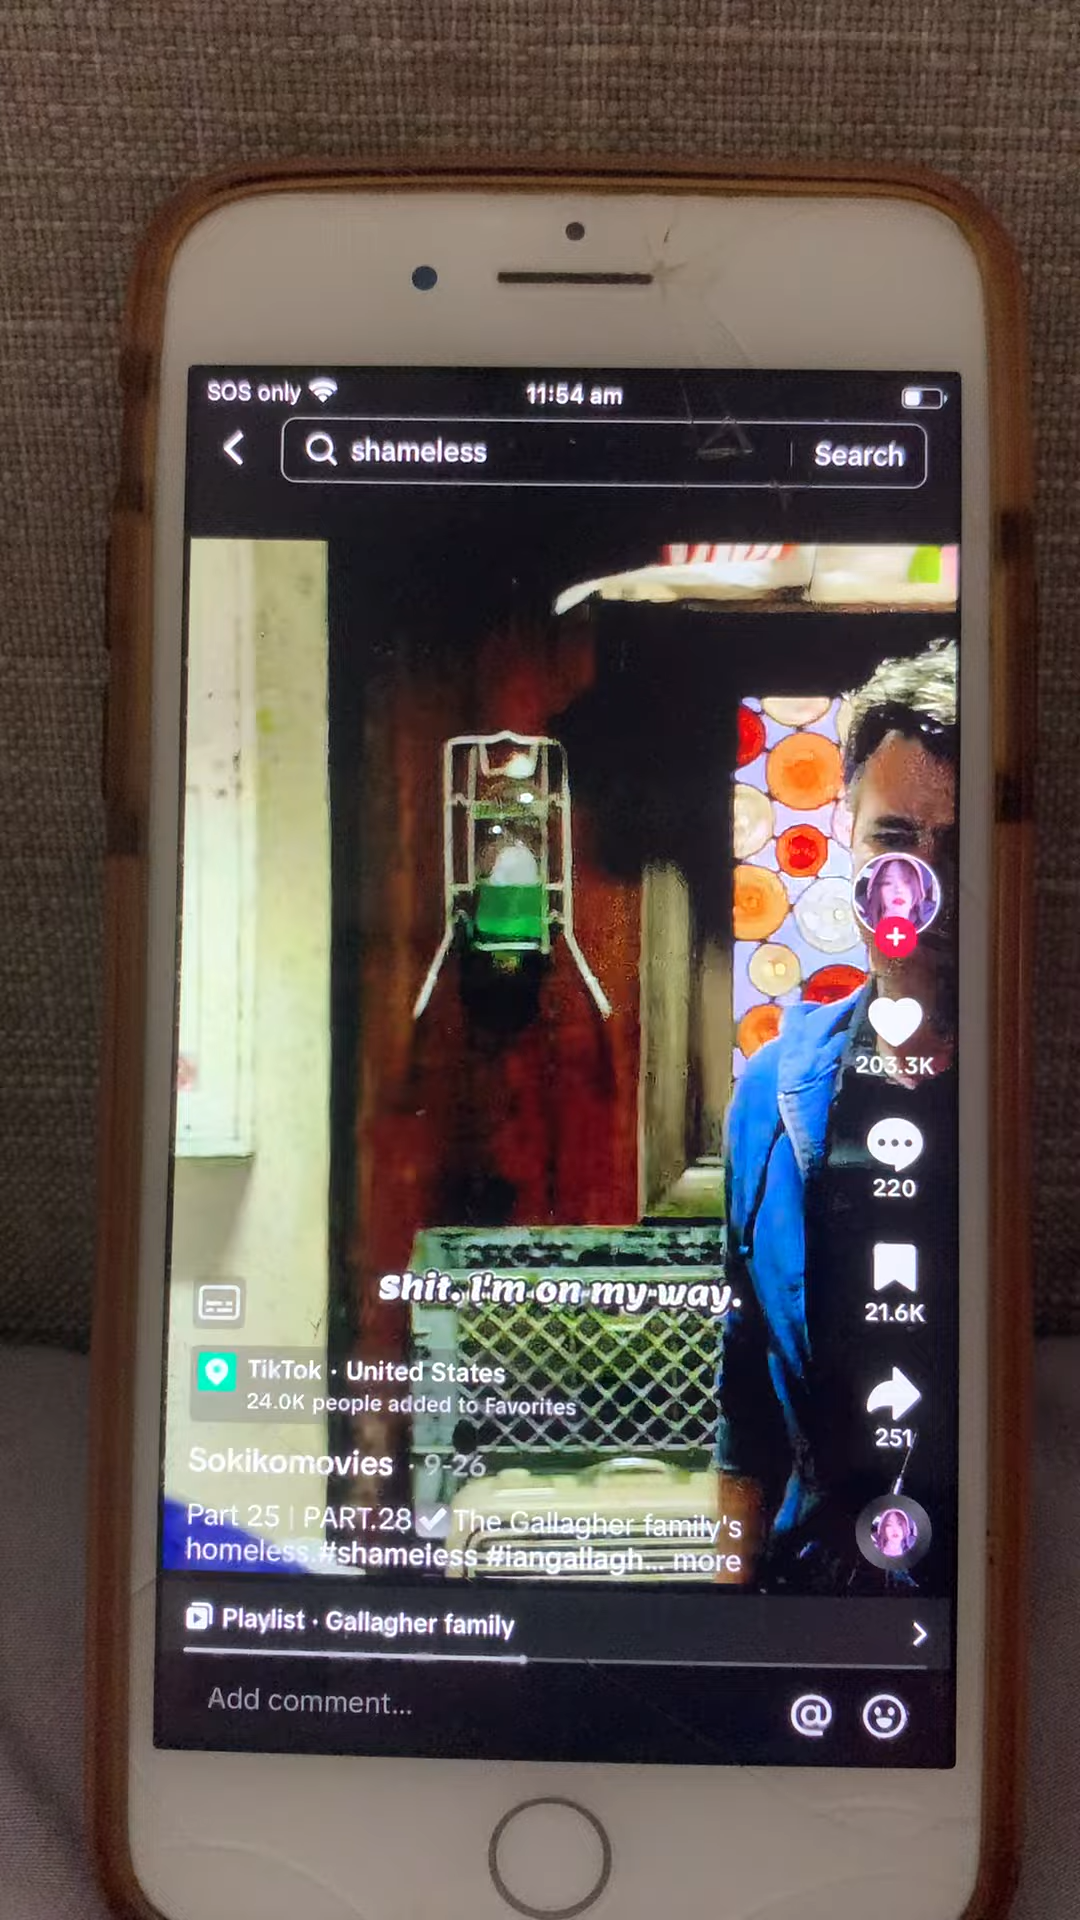 SOS only
11:54 am
shameless
Search
203.3K
220
Shit. I'm on my way.
21.6K
TikTok · United States
24.0K people added to Favorites
251
Sokikomovies · 9-26
Part 25 | PART.28 ✔ The Gallagher family's
homeless.#shameless #iangallagh... more
Playlist · Gallagher family
Add comment...
@